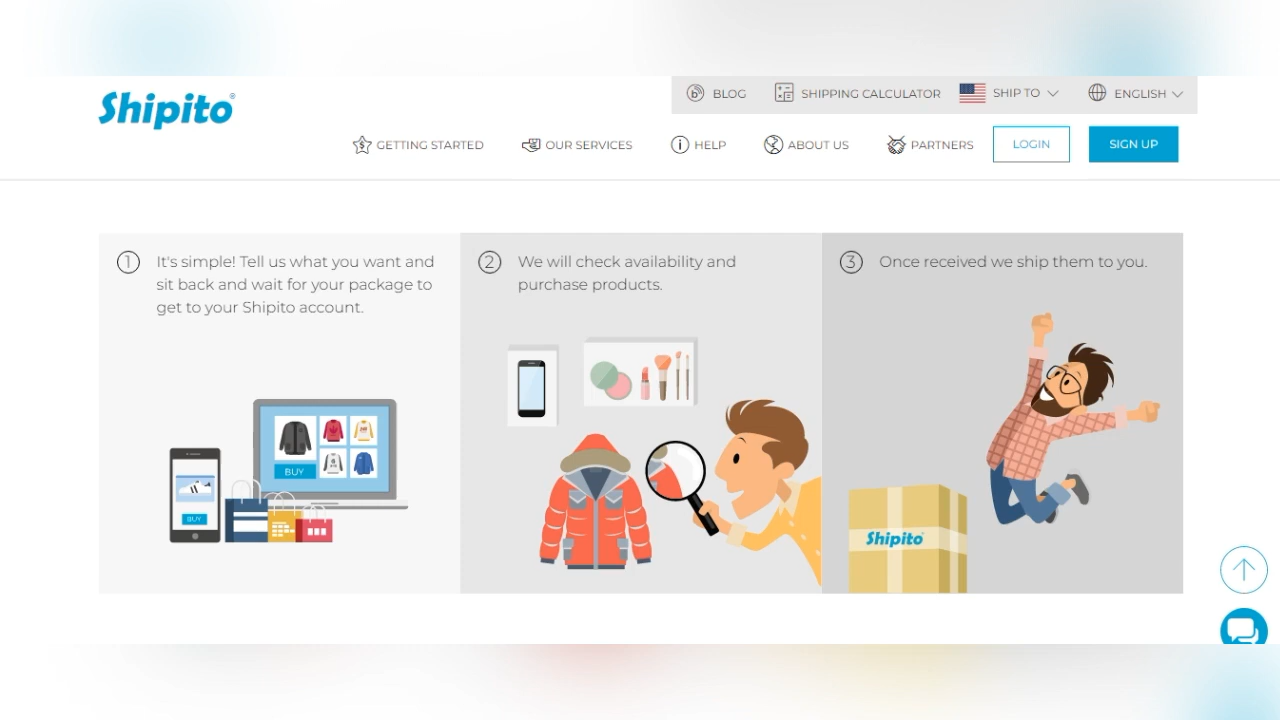 Shipito®
BLOG
SHIPPING CALCULATOR
SHIP TO
ENGLISH
GETTING STARTED
OUR SERVICES
HELP
ABOUT US
PARTNERS
LOGIN
SIGN UP
1
It's simple! Tell us what you want and
sit back and wait for your package to
get to your Shipito account.
BUY
BUY
2
We will check availability and
purchase products.
3
Once received we ship them to you.
Shipito